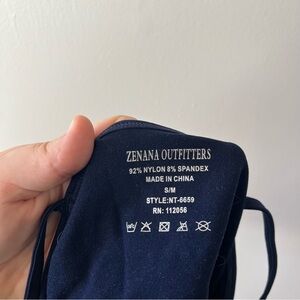 ZENANA OUTFITTERS
92% NYLON 8% SPANDEX
MADE IN CHINA
S/M
STYLE:NT-6659
RN: 112056